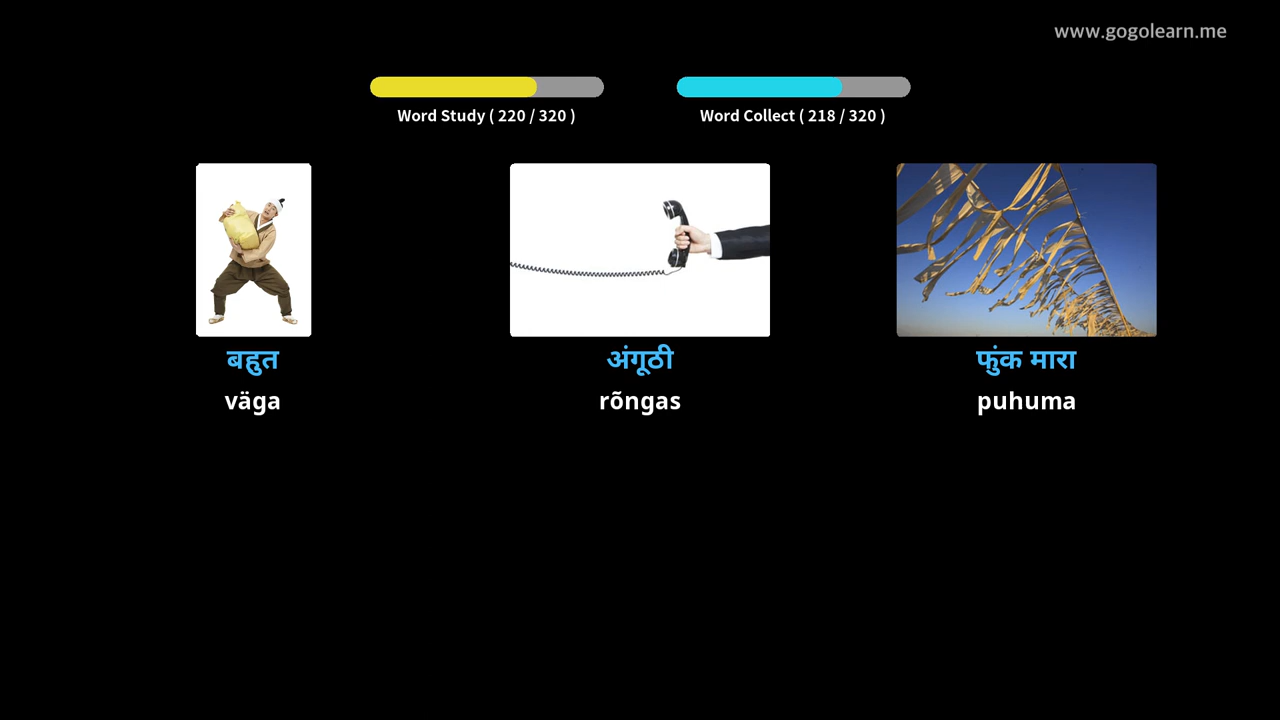 www.gogolearn.me
Word Study ( 220 / 320 )
Word Collect ( 218 / 320 )
बहुत
väga
अंगूठी
rõngas
फुंक मारा
puhuma